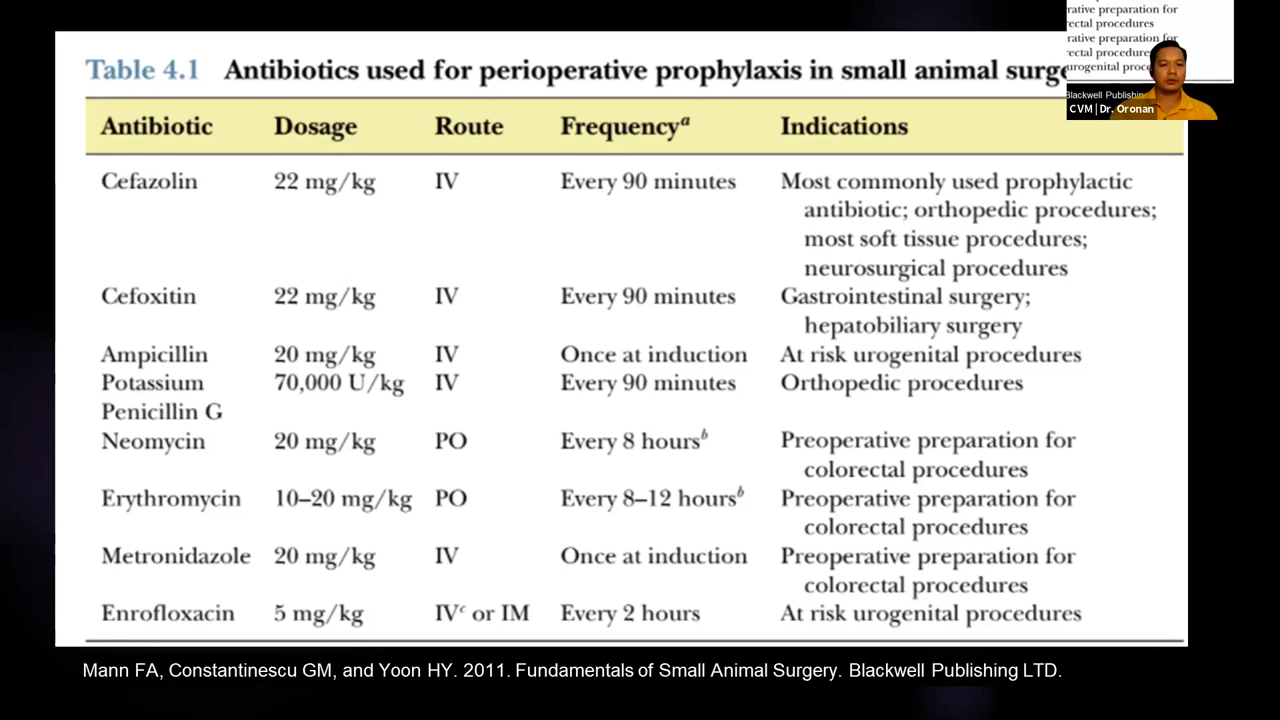 rative preparation for
rectal procedures
rative preparation for
rectal procedure
urogenital proce
Blackwell Publishin
CVM | Dr. Oronan
Table 4.1 Antibiotics used for perioperative prophylaxis in small animal surge
Antibiotic Dosage Route Frequencyª Indications
Cefazolin 22 mg/kg IV Every 90 minutes Most commonly used prophylactic
antibiotic; orthopedic procedures;
most soft tissue procedures;
neurosurgical procedures
Cefoxitin 22 mg/kg IV Every 90 minutes Gastrointestinal surgery;
hepatobiliary surgery
Ampicillin 20 mg/kg IV Once at induction At risk urogenital procedures
Potassium 70,000 U/kg IV Every 90 minutes Orthopedic procedures
Penicillin G
Neomycin 20 mg/kg PO Every 8 hoursᵇ Preoperative preparation for
colorectal procedures
Erythromycin 10–20 mg/kg PO Every 8–12 hoursᵇ Preoperative preparation for
colorectal procedures
Metronidazole 20 mg/kg IV Once at induction Preoperative preparation for
colorectal procedures
Enrofloxacin 5 mg/kg IVᶜ or IM Every 2 hours At risk urogenital procedures
Mann FA, Constantinescu GM, and Yoon HY. 2011. Fundamentals of Small Animal Surgery. Blackwell Publishing LTD.